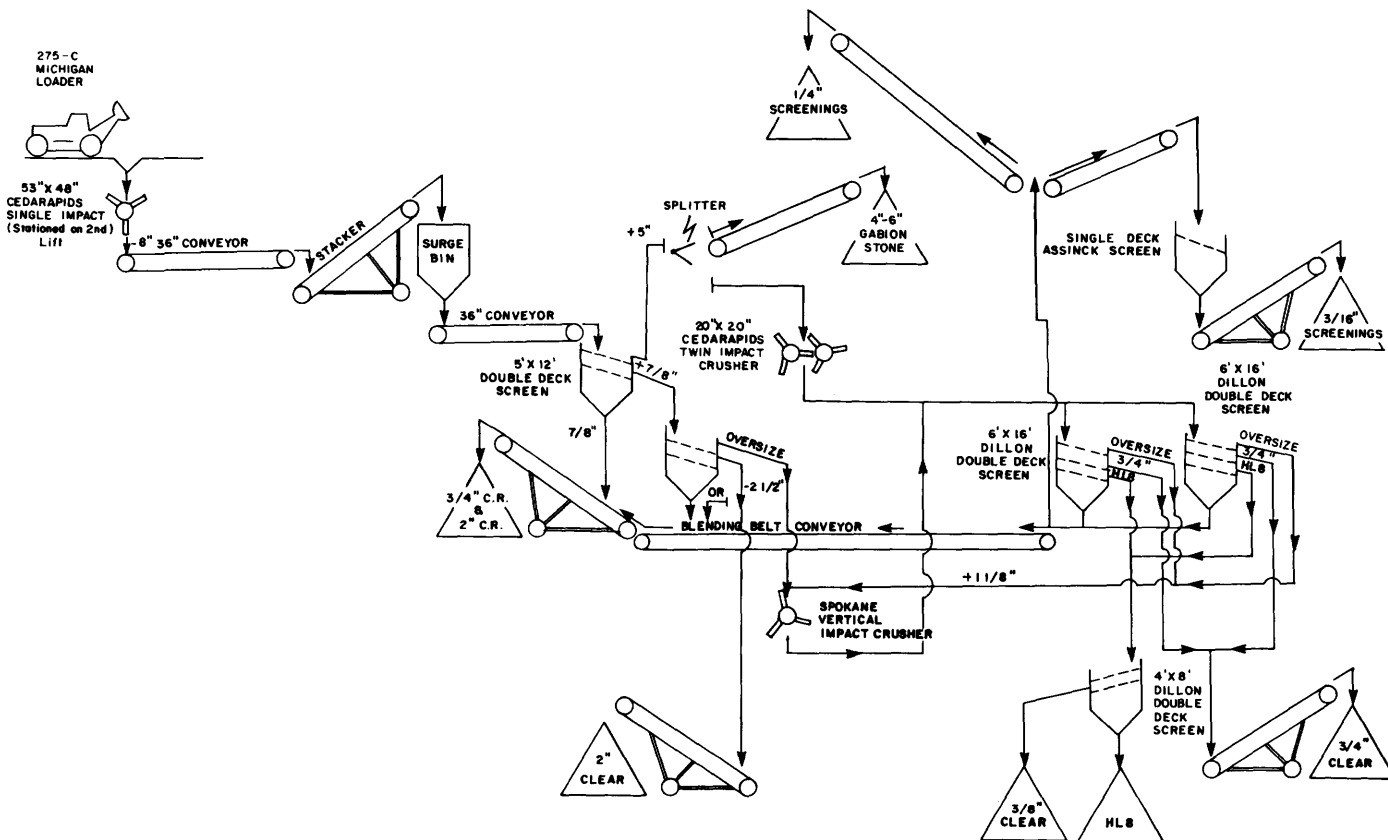 275-C
MICHIGAN
LOADER
53"X 48"
CEDARAPIDS
SINGLE IMPACT
(Stationed on 2nd)
Lift
-8" 36" CONVEYOR
STACKER
SURGE
BIN
36" CONVEYOR
5' X 12'
DOUBLE DECK
SCREEN
+7/8"
7/8"
+5"
SPLITTER
4"-6"
GABION
STONE
1/4"
SCREENINGS
SINGLE DECK
ASSINCK SCREEN
3/16"
SCREENINGS
20"X 20"
CEDARAPIDS
TWIN IMPACT
CRUSHER
6' X 16'
DILLON
DOUBLE DECK
SCREEN
6' X 16'
DILLON
DOUBLE DECK
SCREEN
OVERSIZE
3/4"
HL8
OVERSIZE
3/4"
HL8
OVERSIZE
-2 1/2"
OR
3/4" C.R.
&
2" C.R.
BLENDING BELT CONVEYOR
+1 1/8"
SPOKANE
VERTICAL
IMPACT CRUSHER
4' X 8'
DILLON
DOUBLE
DECK
SCREEN
2"
CLEAR
3/8"
CLEAR
HL8
3/4"
CLEAR